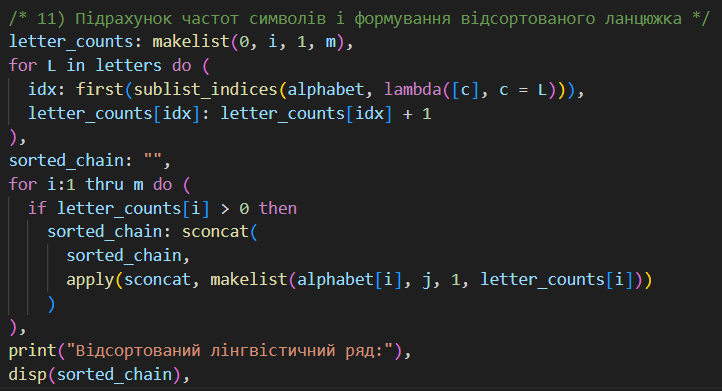 /* 11) Підрахунок частот символів і формування відсортованого ланцюжка */
letter_counts: makelist(0, i, 1, m),
for L in letters do (
  idx: first(sublist_indices(alphabet, lambda([c], c = L))),
  letter_counts[idx]: letter_counts[idx] + 1
),
sorted_chain: "",
for i:1 thru m do (
  if letter_counts[i] > 0 then
    sorted_chain: sconcat(
      sorted_chain,
      apply(sconcat, makelist(alphabet[i], j, 1, letter_counts[i]))
    )
),
print("Відсортований лінгвістичний ряд:"),
disp(sorted_chain),